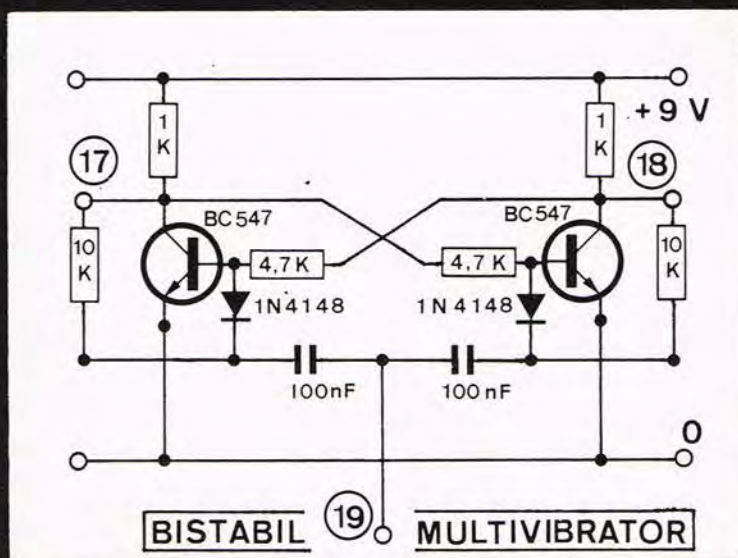 1 K
1 K
+9 V
17
18
BC547
BC547
10 K
4,7 K
4,7 K
10 K
1N4148
1N4148
100nF
100nF
0
BISTABIL
19
MULTIVIBRATOR